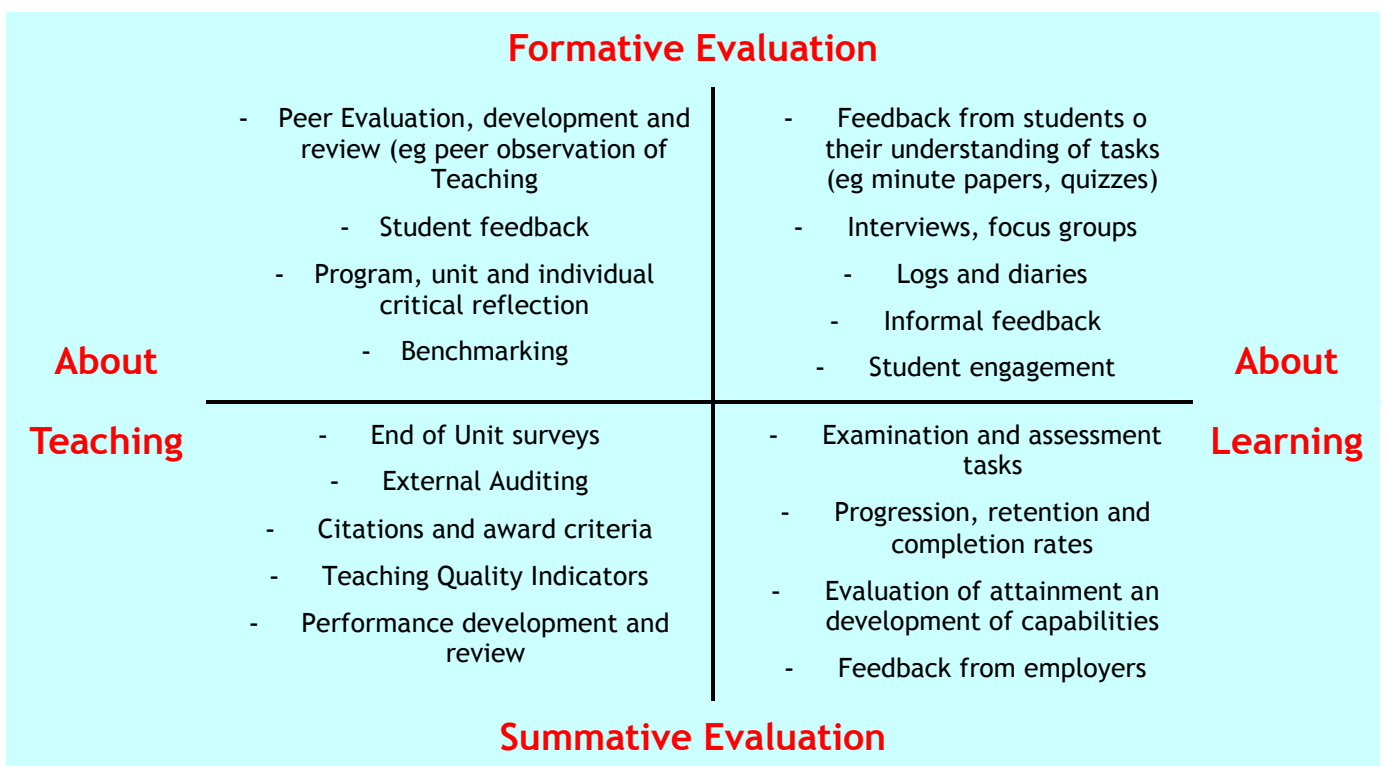 Formative Evaluation
- Peer Evaluation, development and
review (eg peer observation of
Teaching
- Student feedback
- Program, unit and individual
critical reflection
- Benchmarking
- Feedback from students o
their understanding of tasks
(eg minute papers, quizzes)
- Interviews, focus groups
- Logs and diaries
- Informal feedback
- Student engagement
About
Teaching
About
Learning
- End of Unit surveys
- External Auditing
- Citations and award criteria
- Teaching Quality Indicators
- Performance development and
review
- Examination and assessment
tasks
- Progression, retention and
completion rates
- Evaluation of attainment an
development of capabilities
- Feedback from employers
Summative Evaluation